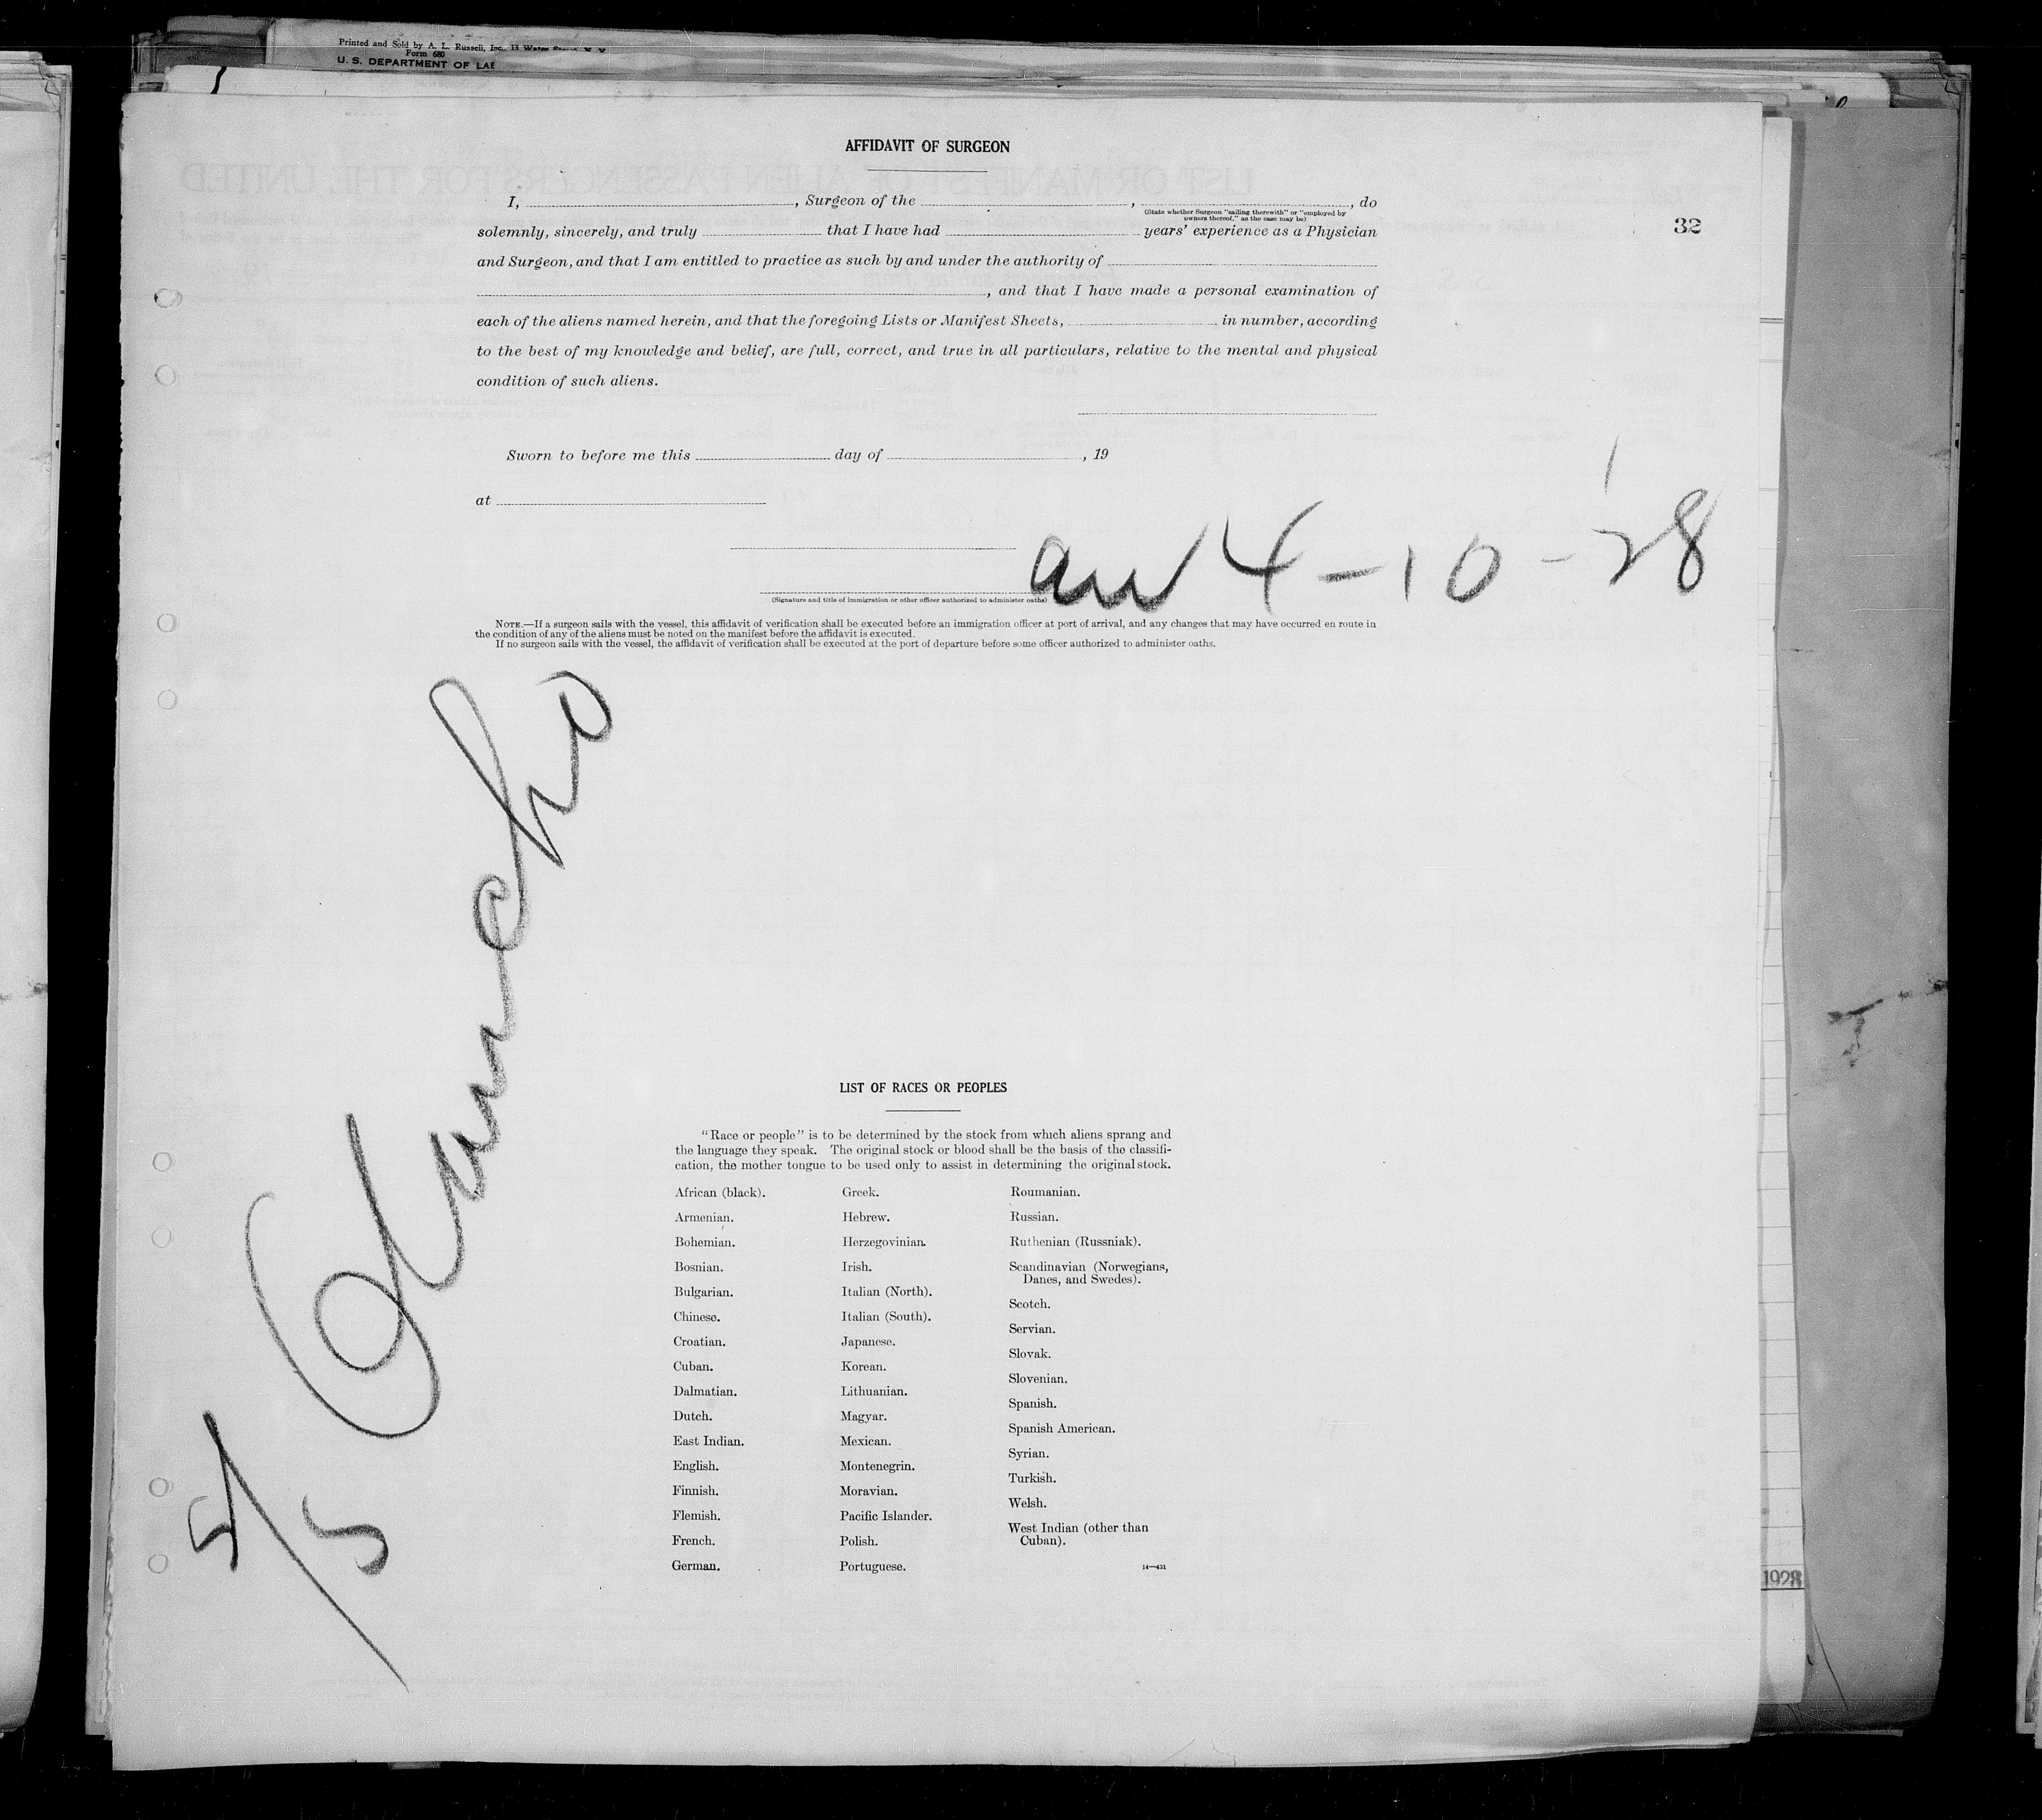 Printed and Sold by A. L. Russell, Inc. 13 Water
Form 680
U. S. DEPARTMENT OF LAB
AFFIDAVIT OF SURGEON
I, , Surgeon of the , , do
(State whether Surgeon "sailing therewith" or "employed by
owners thereof," as the case may be)
32
solemnly, sincerely, and truly that I have had years' experience as a Physician
and Surgeon, and that I am entitled to practice as such by and under the authority of
, and that I have made a personal examination of
each of the aliens named herein, and that the foregoing Lists or Manifest Sheets, in number, according
to the best of my knowledge and belief, are full, correct, and true in all particulars, relative to the mental and physical
condition of such aliens.
Sworn to before me this day of , 19
at
4-10-'28
(Signature and title of immigration or other officer authorized to administer oaths)
NOTE.—If a surgeon sails with the vessel, this affidavit of verification shall be executed before an immigration officer at port of arrival, and any changes that may have occurred en route in
the condition of any of the aliens must be noted on the manifest before the affidavit is executed.
If no surgeon sails with the vessel, the affidavit of verification shall be executed at the port of departure before some officer authorized to administer oaths.
LIST OF RACES OR PEOPLES
"Race or people" is to be determined by the stock from which aliens sprang and
the language they speak. The original stock or blood shall be the basis of the classifi-
cation, the mother tongue to be used only to assist in determining the original stock.
African (black).
Armenian.
Bohemian.
Bosnian.
Bulgarian.
Chinese.
Croatian.
Cuban.
Dalmatian.
Dutch.
East Indian.
English.
Finnish.
Flemish.
French.
German.
Greek.
Hebrew.
Herzegovinian.
Irish.
Italian (North).
Italian (South).
Japanese.
Korean.
Lithuanian.
Magyar.
Mexican.
Montenegrin.
Moravian.
Pacific Islander.
Polish.
Portuguese.
Roumanian.
Russian.
Ruthenian (Russniak).
Scandinavian (Norwegians,
Danes, and Swedes).
Scotch.
Servian.
Slovak.
Slovenian.
Spanish.
Spanish American.
Syrian.
Turkish.
Welsh.
West Indian (other than
Cuban).
14—431
5/5
1928